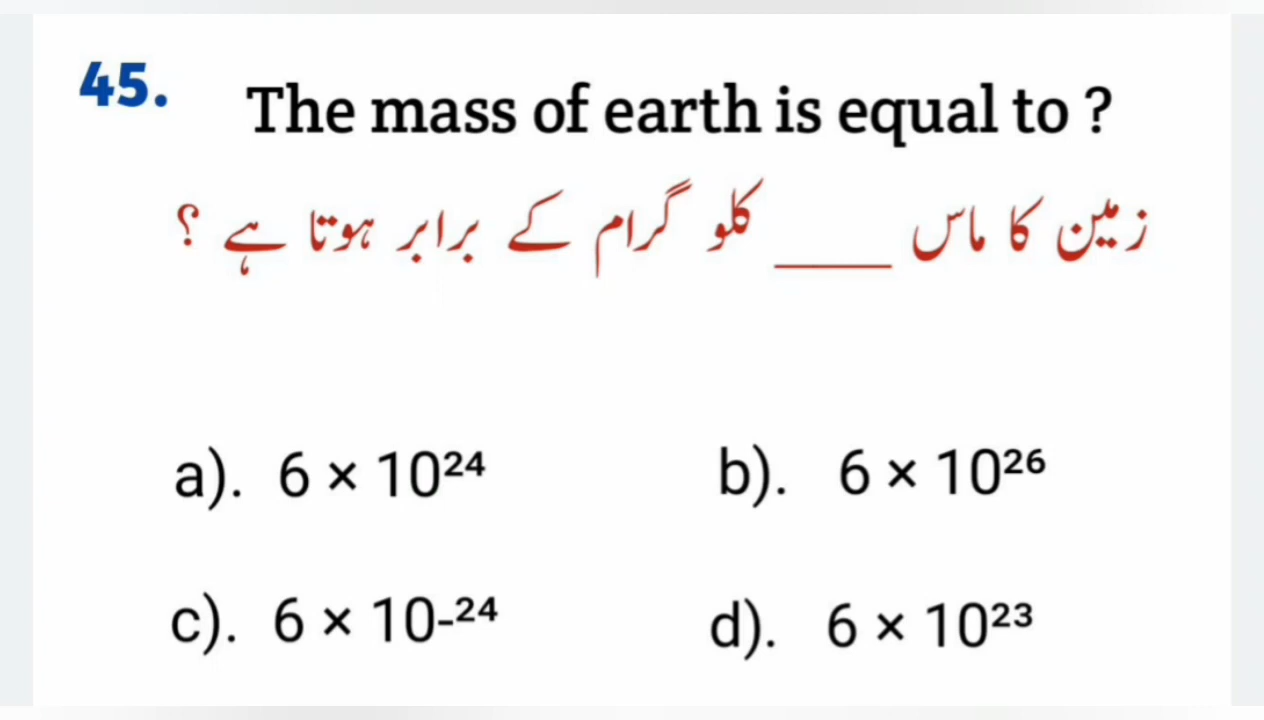 45. The mass of earth is equal to ?
زمین کا ماس ____ کلو گرام کے برابر ہوتا ہے ؟
a). 6 × 10²⁴ b). 6 × 10²⁶
c). 6 × 10-²⁴ d). 6 × 10²³